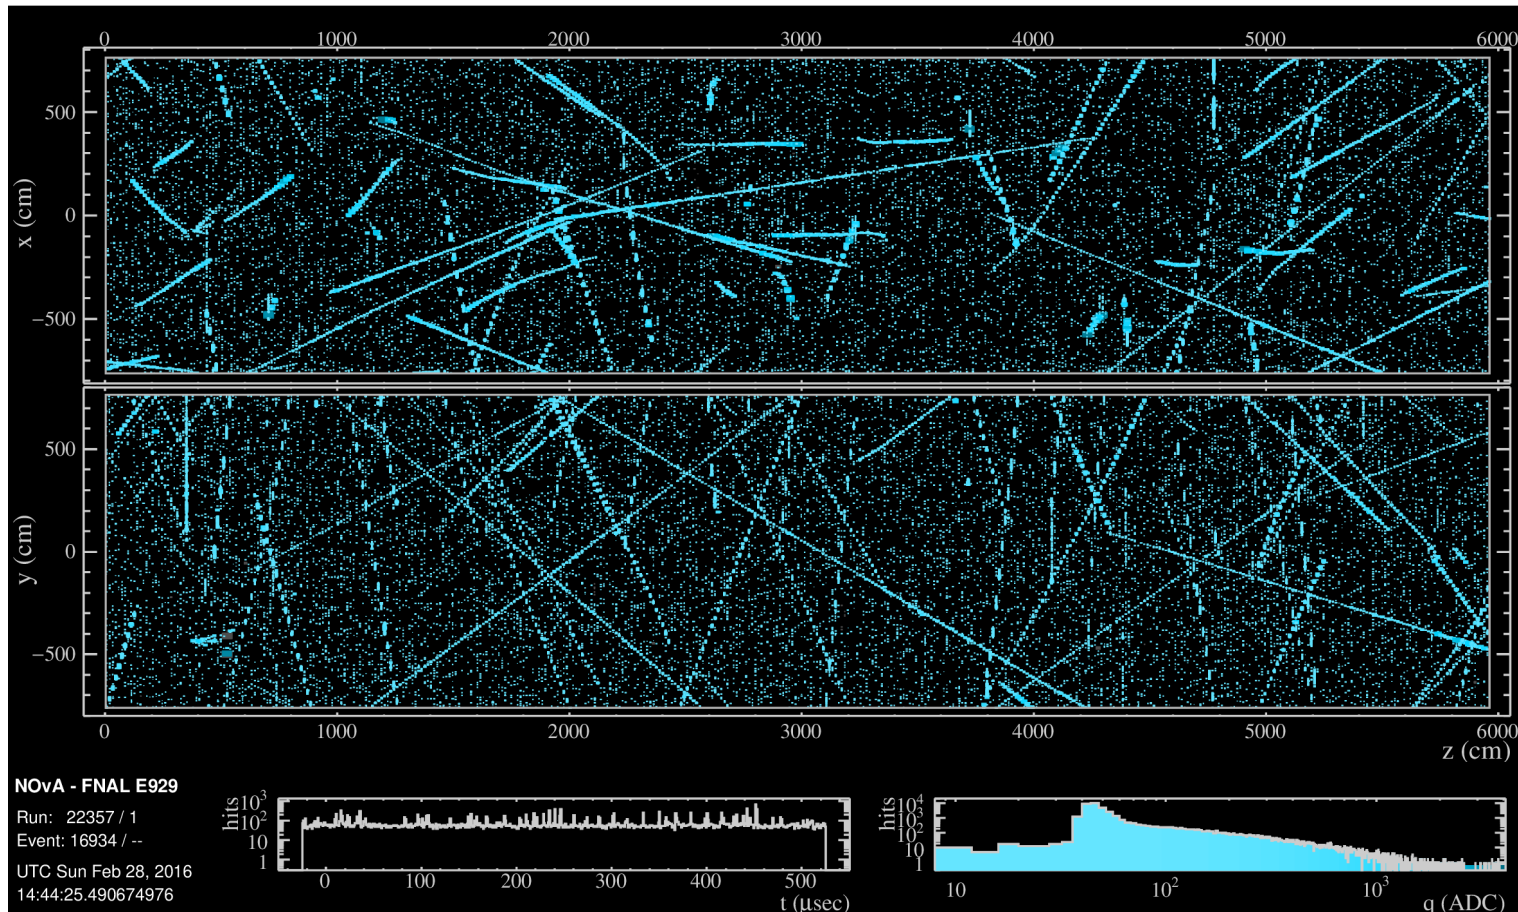 0 1000 2000 3000 4000 5000 6000
500
0
−500
x (cm)
500
0
−500
y (cm)
0 1000 2000 3000 4000 5000 6000
z (cm)
NOvA - FNAL E929
Run: 22357 / 1
Event: 16934 / --
UTC Sun Feb 28, 2016
14:44:25.490674976
hits
10³
10²
10
1
0 100 200 300 400 500
t (μsec)
hits
10⁴
10³
10²
10
1
10 10² 10³
q (ADC)